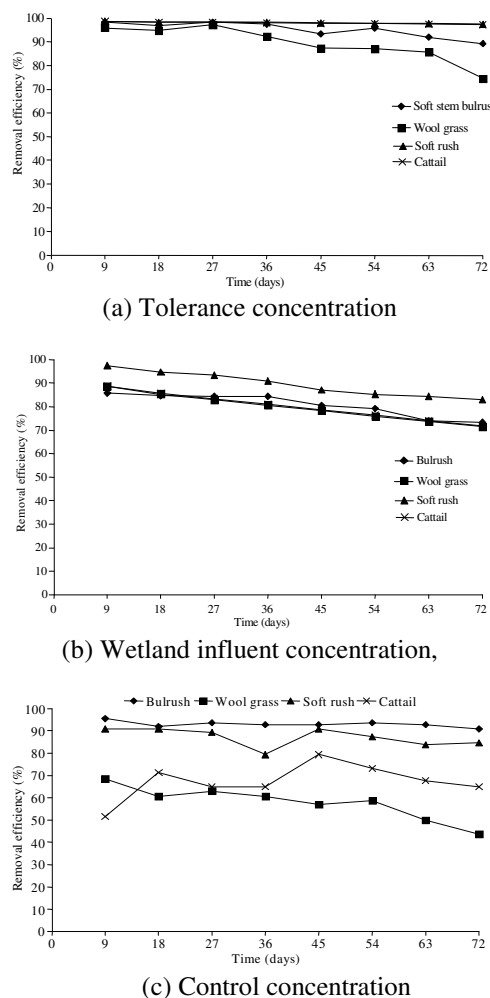 100
90
80
70
60
50
40
30
20
10
0
Removal efficiency (%)
Soft stem bulrus
Wool grass
Soft rush
Cattail
0 9 18 27 36 45 54 63 72
Time (days)
(a) Tolerance concentration
100
90
80
70
60
50
40
30
20
10
0
Removal efficiency (%)
Bulrush
Wool grass
Soft rush
Cattail
0 9 18 27 36 45 54 63 72
Time (days)
(b) Wetland influent concentration,
Bulrush Wool grass Soft rush Cattail
100
90
80
70
60
50
40
30
20
10
0
Removal efficiency (%)
0 9 18 27 36 45 54 63 72
Time (days)
(c) Control concentration